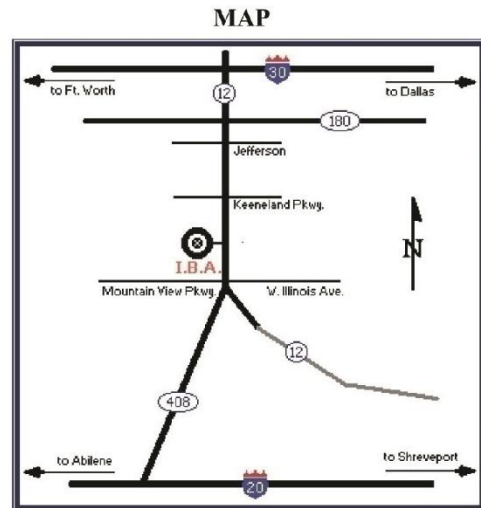 MAP
30
to Ft. Worth
12
to Dallas
180
Jefferson
Keeneland Pkwy.
N
I.B.A.
Mountain View Pkwy.
W. Illinois Ave.
12
408
to Abilene
to Shreveport
20